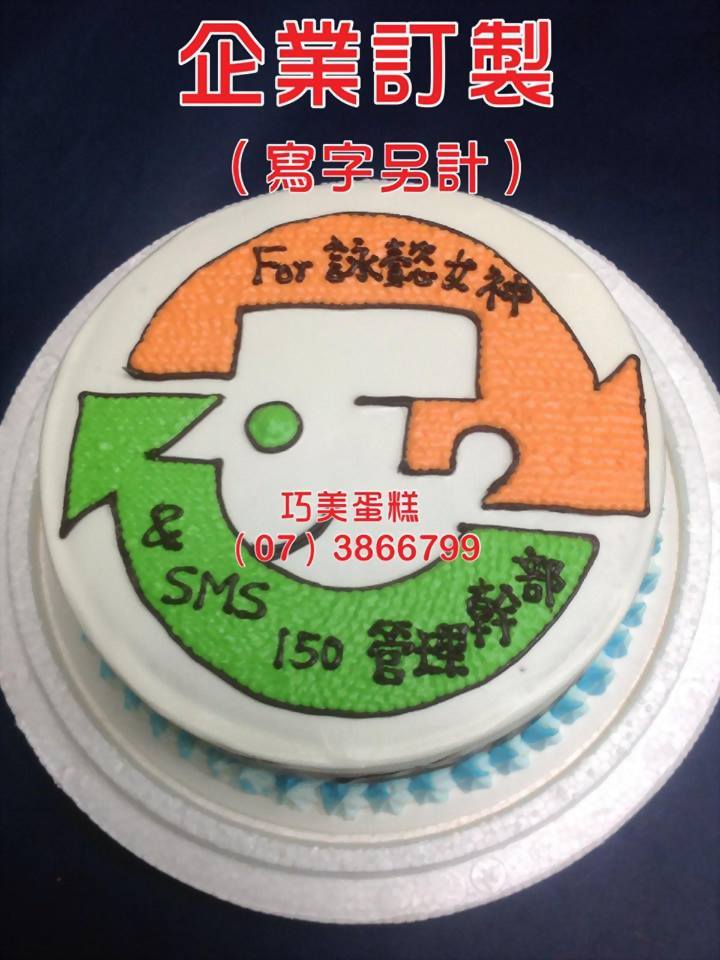 企業訂製
（寫字另計）
For 詠懿女神
巧美蛋糕
(07) 3866799
&
SMS
150 管理幹部